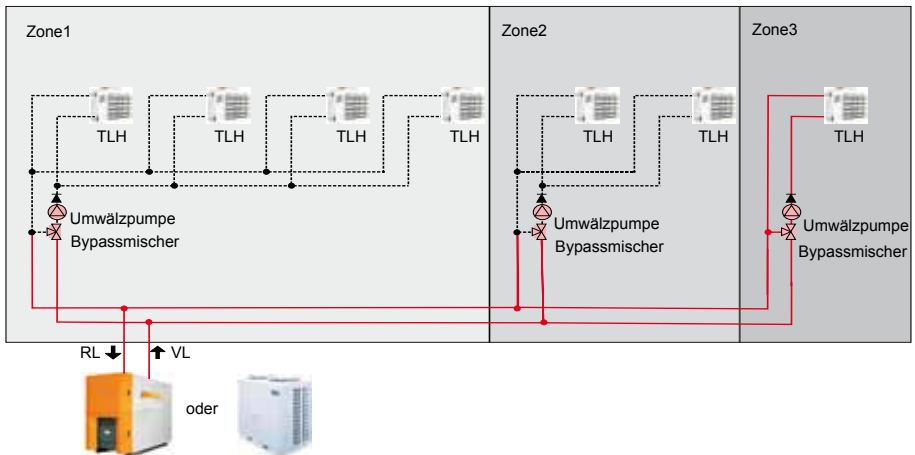 Zone1
Zone2
Zone3
TLH
TLH
TLH
TLH
TLH
TLH
TLH
Umwälzpumpe
Bypassmischer
Umwälzpumpe
Bypassmischer
Umwälzpumpe
Bypassmischer
RL
VL
oder